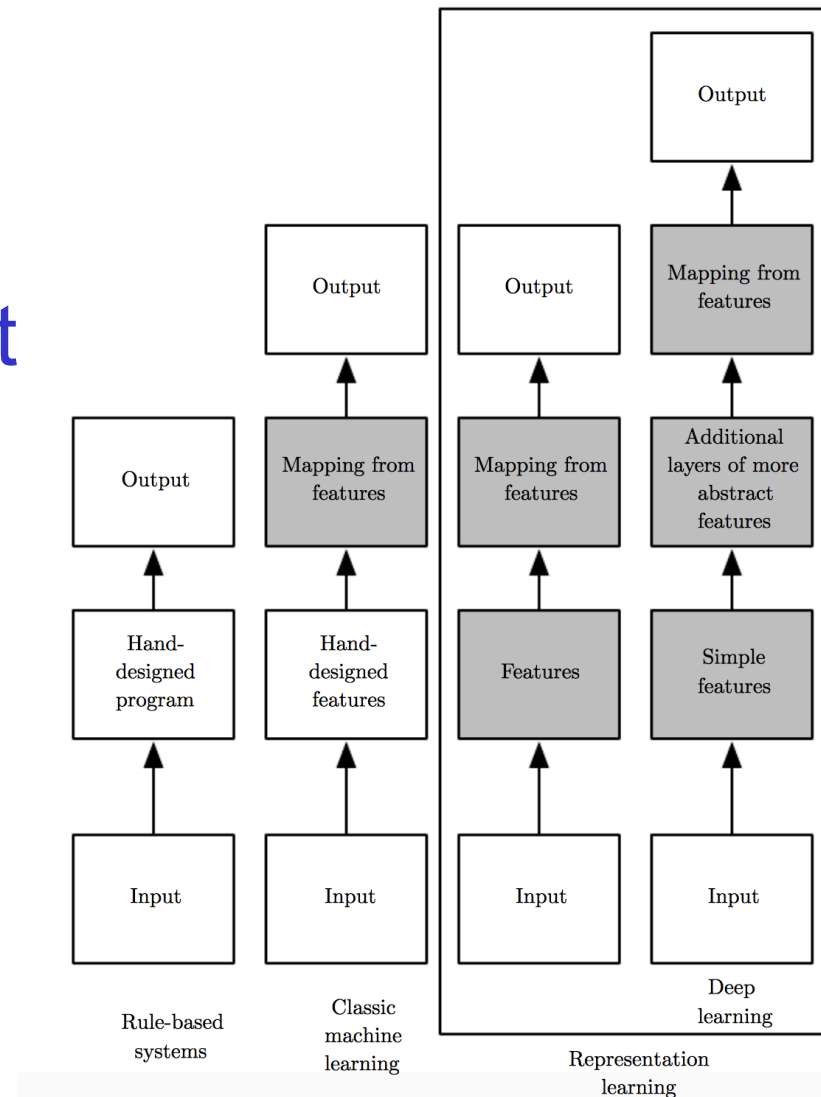 Output
Output
Output
Mapping from
features
t
Output
Mapping from
features
Mapping from
features
Additional
layers of more
abstract
features
Hand-
designed
program
Hand-
designed
features
Features
Simple
features
Input
Input
Input
Input
Rule-based
systems
Classic
machine
learning
Deep
learning
Representation
learning